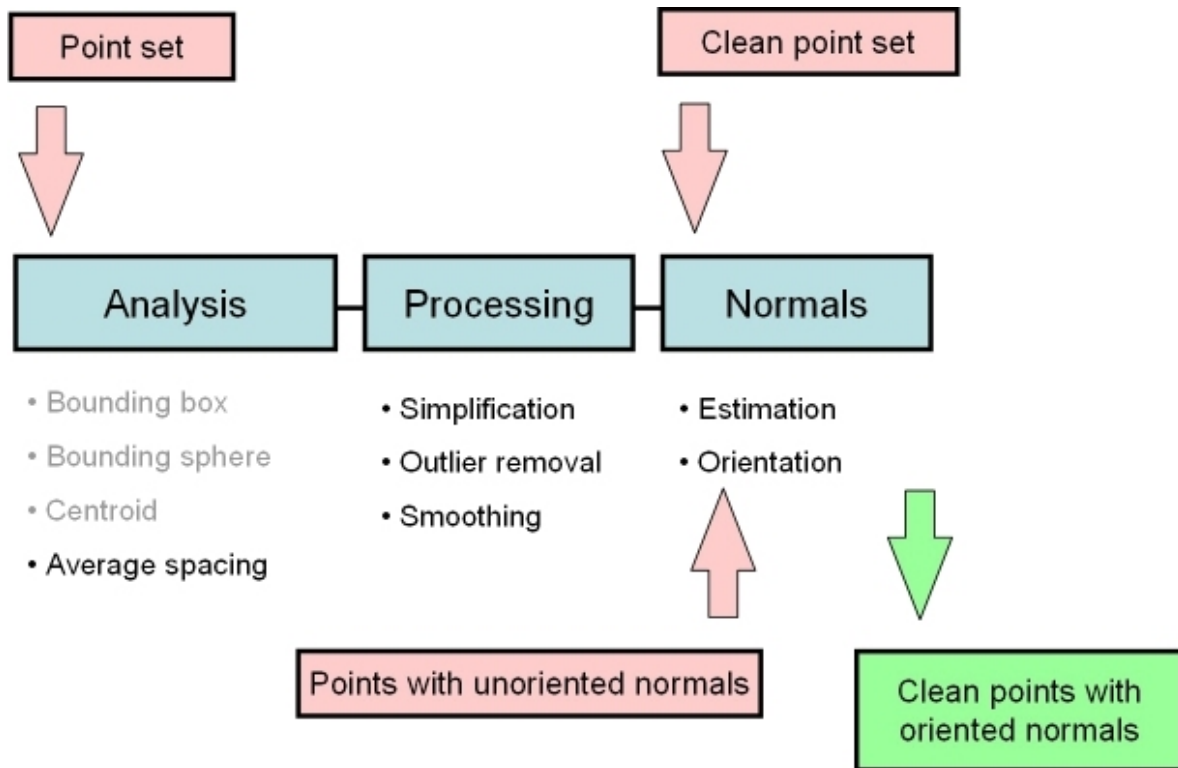 Point set
Clean point set
Analysis
Processing
Normals
• Bounding box
• Bounding sphere
• Centroid
• Average spacing
• Simplification
• Outlier removal
• Smoothing
• Estimation
• Orientation
Points with unoriented normals
Clean points with
oriented normals